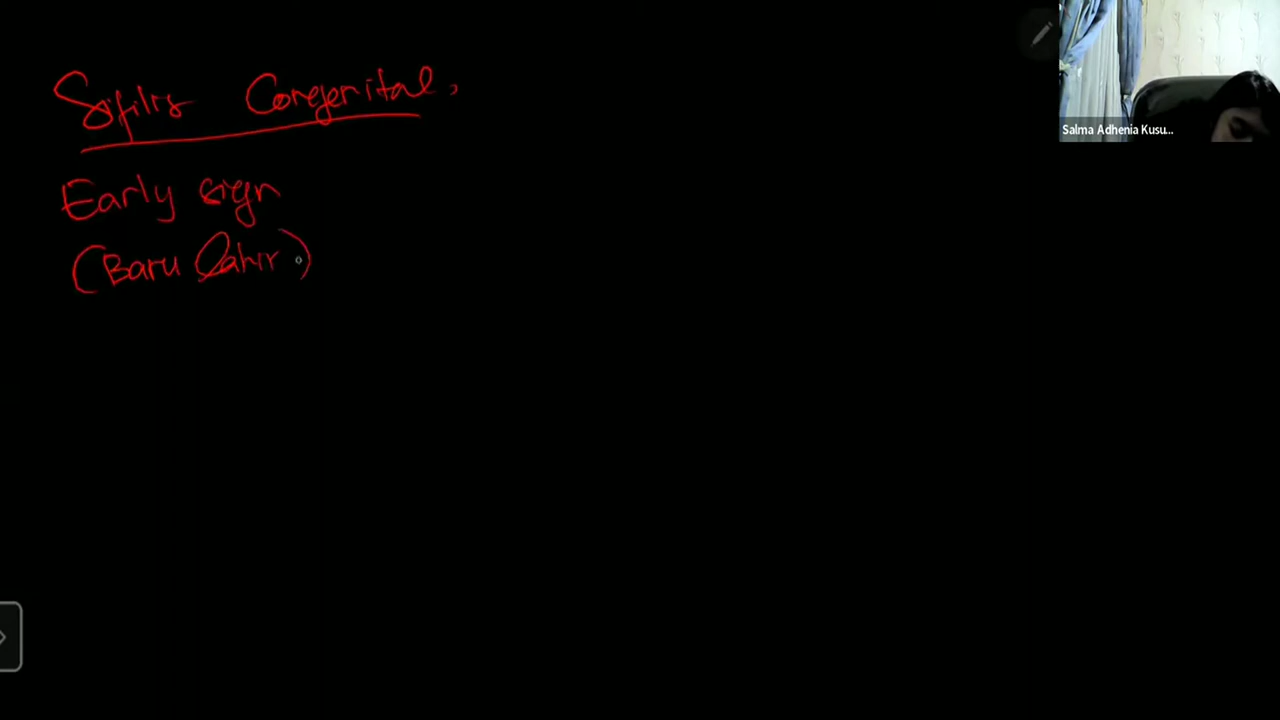 Sifilis Congenital,
Early sign
(Baru lahir)
Salma Adhenia Kusu...